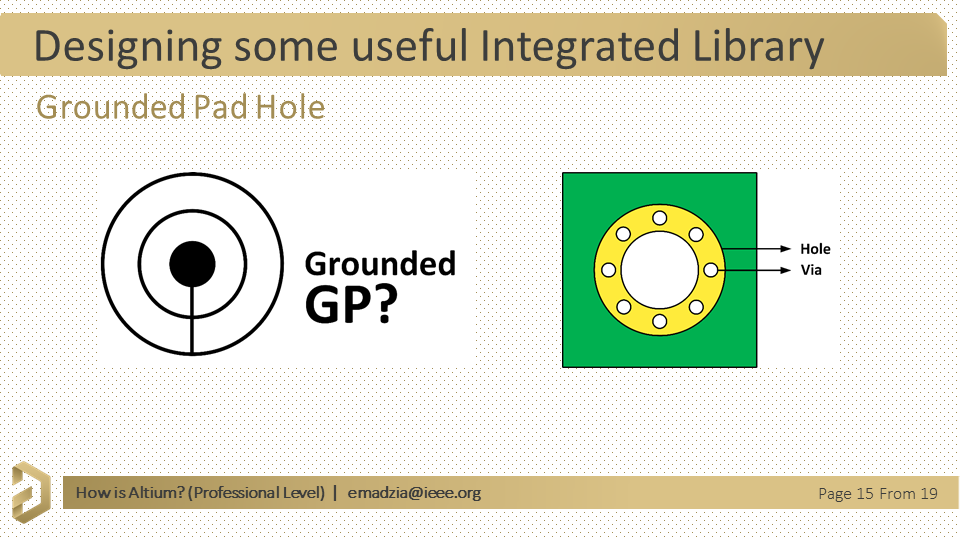 Designing some useful Integrated Library
Grounded Pad Hole
Grounded
GP?
Hole
Via
How is Altium? (Professional Level) | emadzia@ieee.org
Page 15 From 19